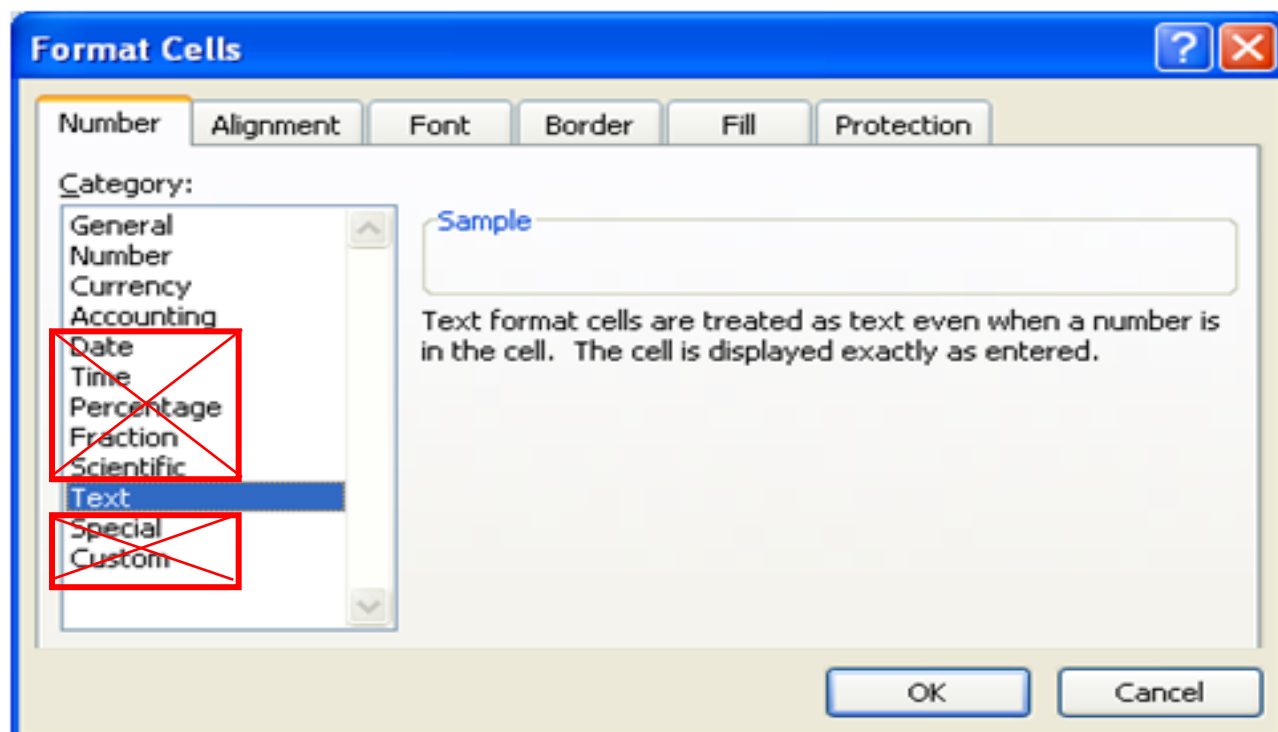 Format Cells
?
Number Alignment Font Border Fill Protection
Category:
General
Number
Currency
Accounting
Date
Time
Percentage
Fraction
Scientific
Text
Special
Custom
Sample
Text format cells are treated as text even when a number is
in the cell. The cell is displayed exactly as entered.
OK Cancel